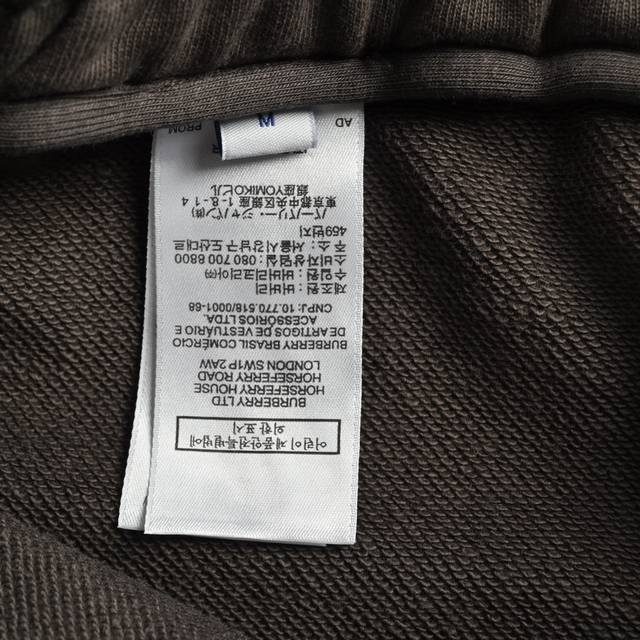 어린이 제품안전특별법에
의한 표시
BURBERRY LTD
HORSEFERRY HOUSE
HORSEFERRY ROAD
LONDON SW1P 2AW
BURBERRY BRASIL COMÉRCIO
DE ARTIGOS DE VESTUÁRIO E
ACESSÓRIOS LTDA.
CNPJ: 10.770.518/0001-68
제조원 : 버버리
수입원 : 버버리코리아㈜
소비자상담실 : 080 700 8800
주소 : 서울시강남구도산대로
459번지
バーバリー・ジャパン㈱
東京都中央区銀座1-8-14
銀座YOMIKOビル
AD PROM
M